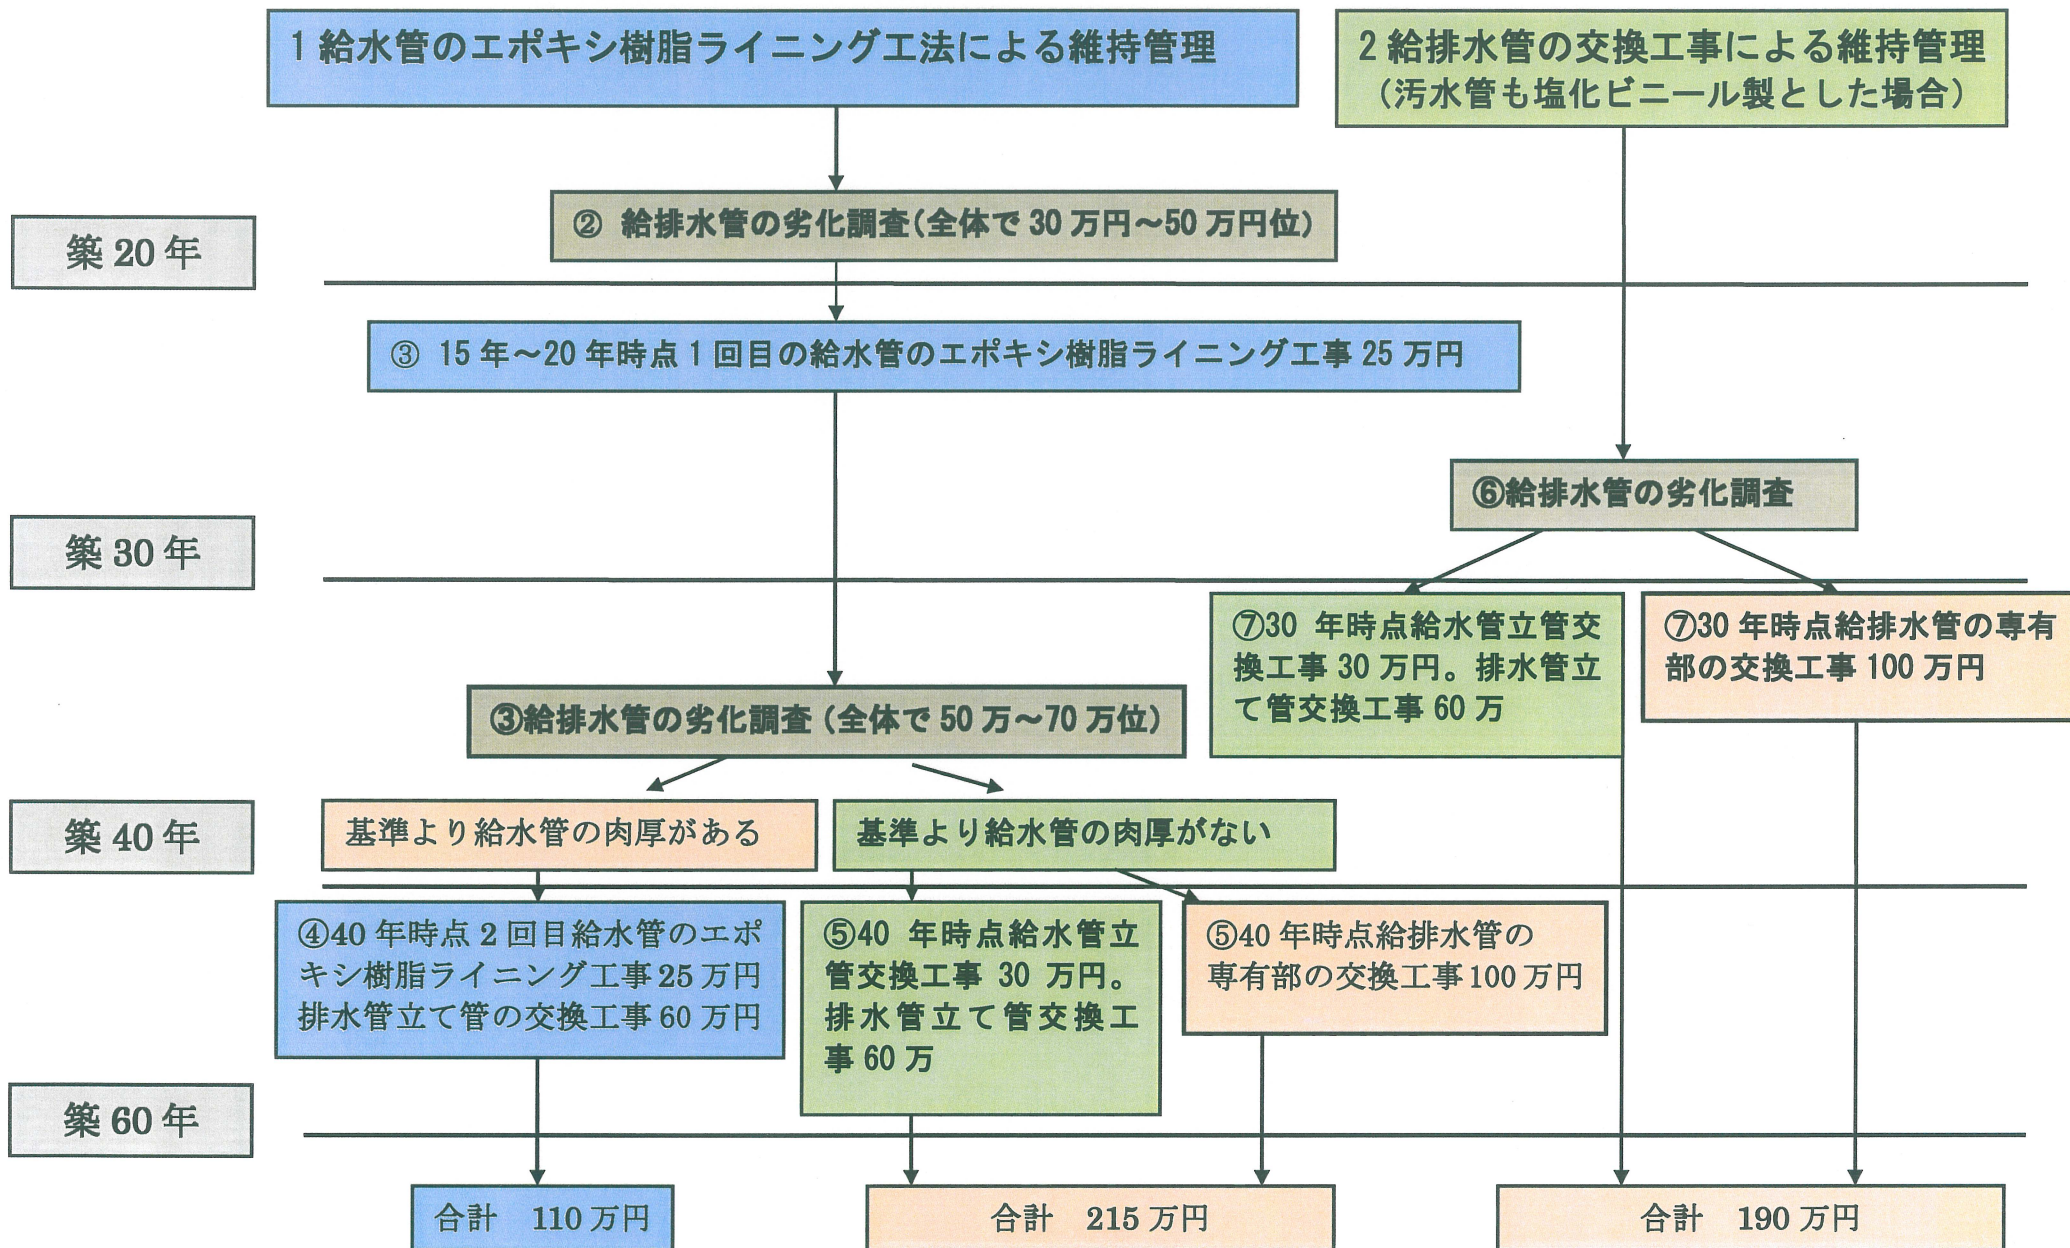 1 給水管のエポキシ樹脂ライニング工法による維持管理
2 給排水管の交換工事による維持管理
（汚水管も塩化ビニール製とした場合）
築 20 年
② 給排水管の劣化調査（全体で 30 万円～50 万円位）
③ 15 年～20 年時点 1 回目の給水管のエポキシ樹脂ライニング工事 25 万円
⑥給排水管の劣化調査
築 30 年
⑦30 年時点給水管立管交
換工事 30 万円。排水管立
て管交換工事 60 万
⑦30 年時点給排水管の専有
部の交換工事 100 万円
③給排水管の劣化調査（全体で 50 万～70 万位）
築 40 年
基準より給水管の肉厚がある
基準より給水管の肉厚がない
④40 年時点 2 回目給水管のエポ
キシ樹脂ライニング工事 25 万円
排水管立て管の交換工事 60 万円
⑤40 年時点給水管立
管交換工事 30 万円。
排水管立て管交換工
事 60 万
⑤40 年時点給排水管の
専有部の交換工事 100 万円
築 60 年
合計 110 万円
合計 215 万円
合計 190 万円